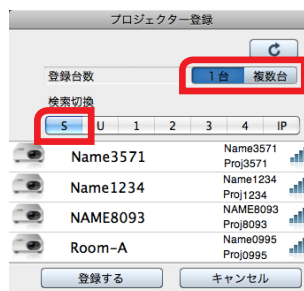 プロジェクター登録
登録台数
1台 複数台
検索切換
S U 1 2 3 4 IP
Name3571
Name3571
Proj3571
Name1234
Name1234
Proj1234
NAME8093
NAME8093
Proj8093
Room-A
Name0995
Proj0995
登録する キャンセル